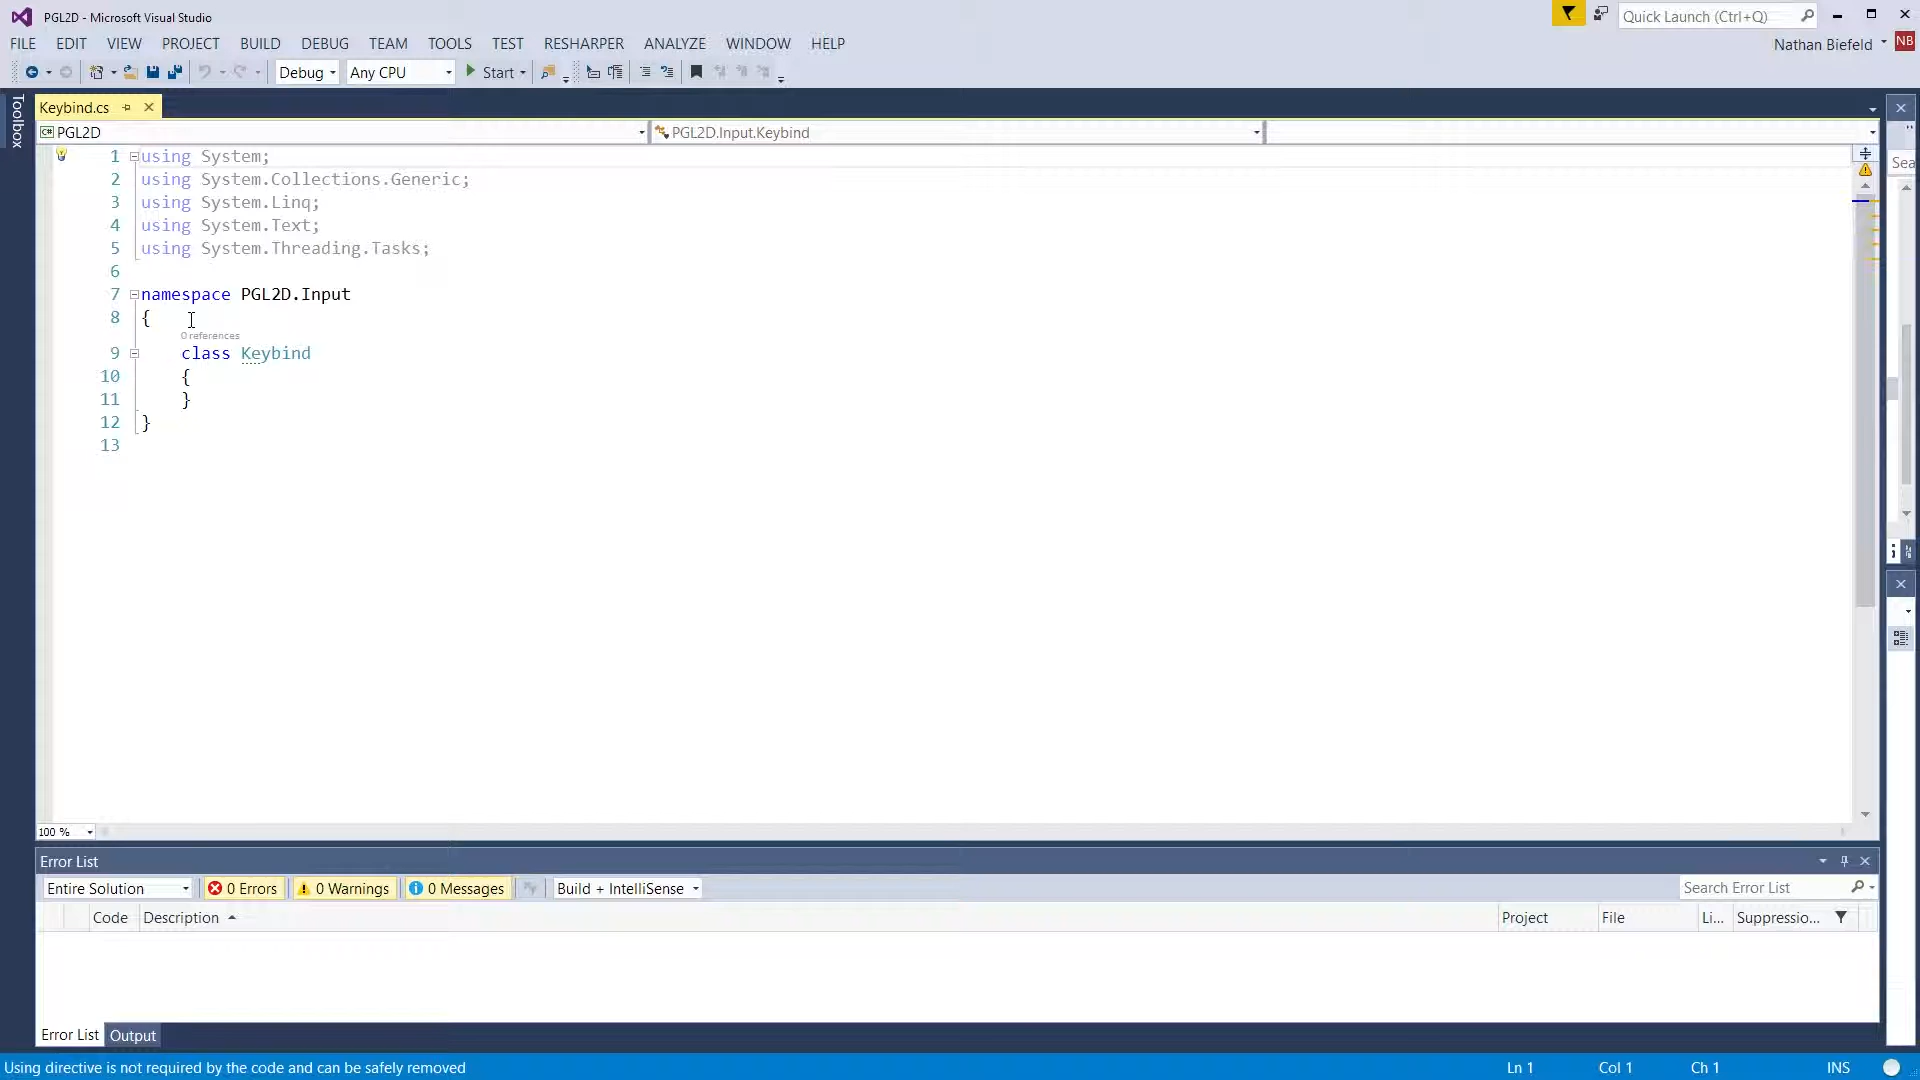 PGL2D - Microsoft Visual Studio
Quick Launch (Ctrl+Q)
FILE EDIT VIEW PROJECT BUILD DEBUG TEAM TOOLS TEST RESHARPER ANALYZE WINDOW HELP
Nathan Biefeld NB
Debug Any CPU Start
Toolbox
Keybind.cs
C# PGL2D PGL2D.Input.Keybind
Sea
1 using System;
2 using System.Collections.Generic;
3 using System.Linq;
4 using System.Text;
5 using System.Threading.Tasks;
6
7 namespace PGL2D.Input
8 {
0 references
9 class Keybind
10 {
11 }
12 }
13
100 %
Error List
Entire Solution 0 Errors 0 Warnings 0 Messages Build + IntelliSense Search Error List
Code Description Project File Li... Suppressio...
Error List Output
Using directive is not required by the code and can be safely removed Ln 1 Col 1 Ch 1 INS